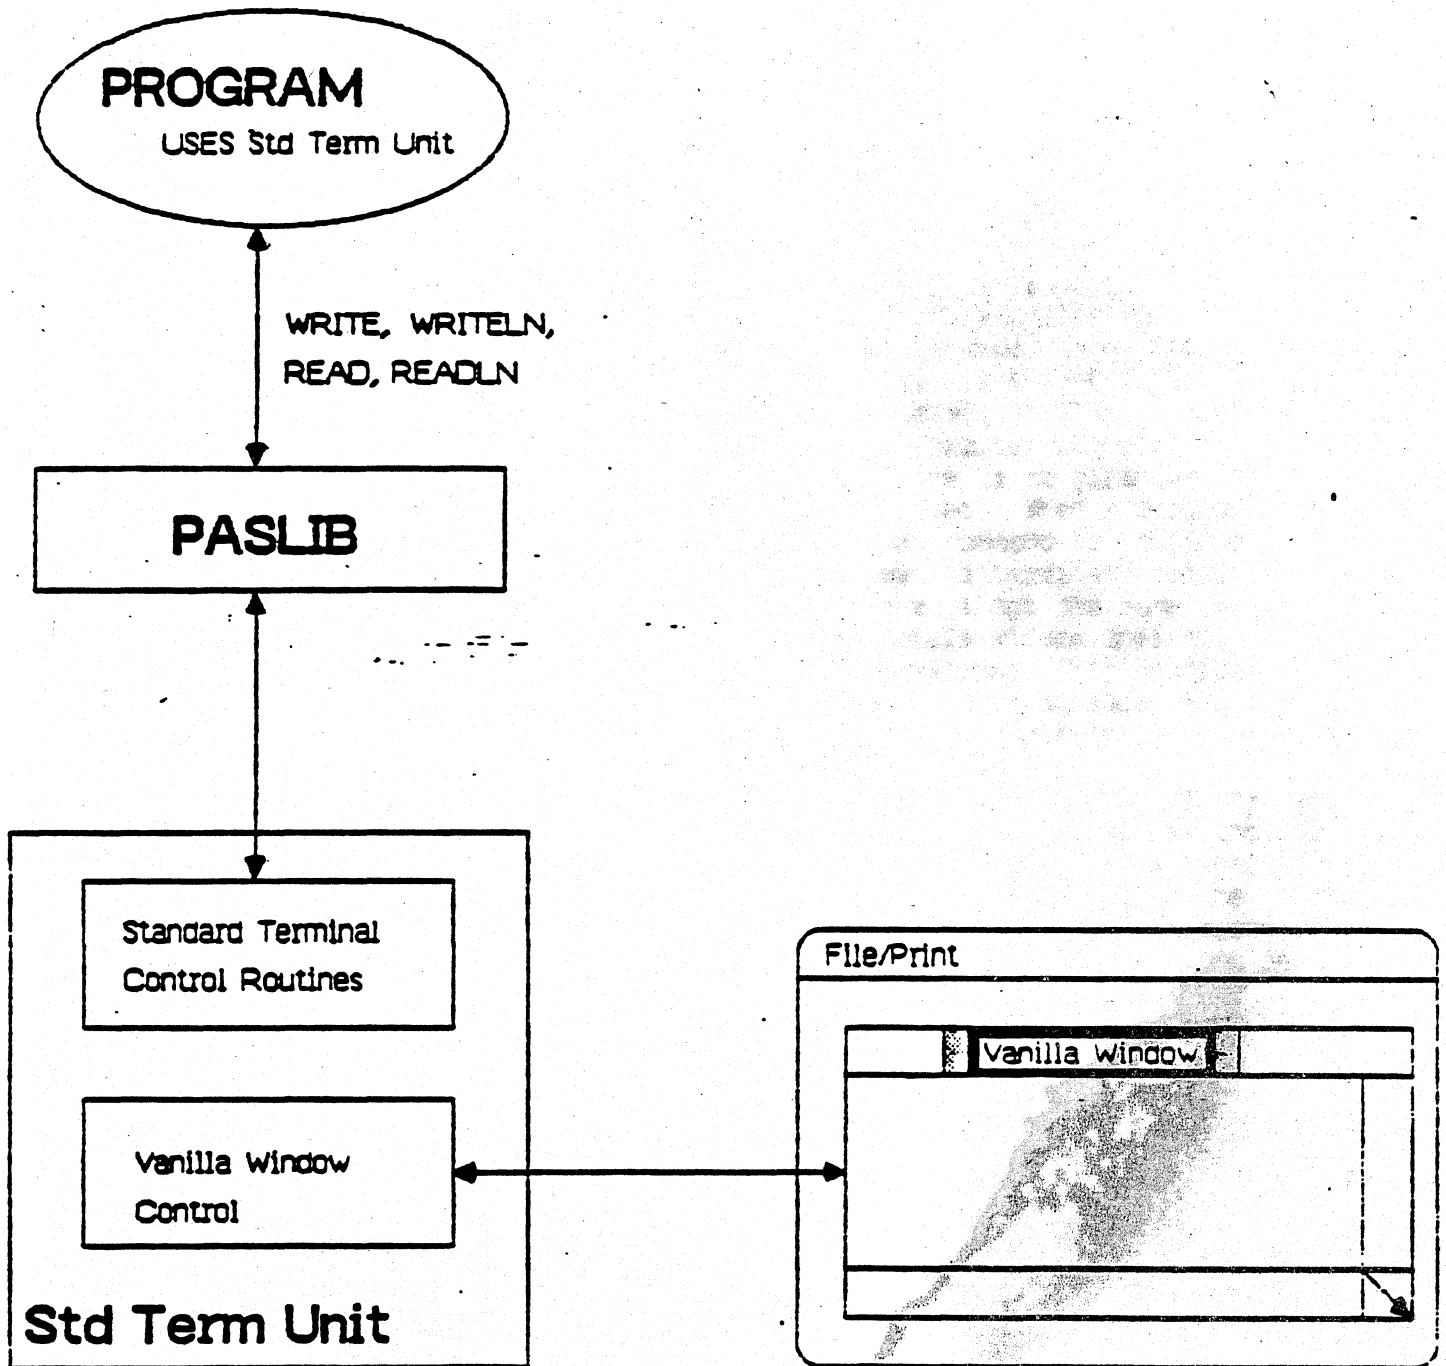 PROGRAM
USES Std Term Unit
WRITE, WRITELN,
READ, READLN
PASLIB
Standard Terminal
Control Routines
Vanilla Window
Control
Std Term Unit
File/Print
Vanilla Window